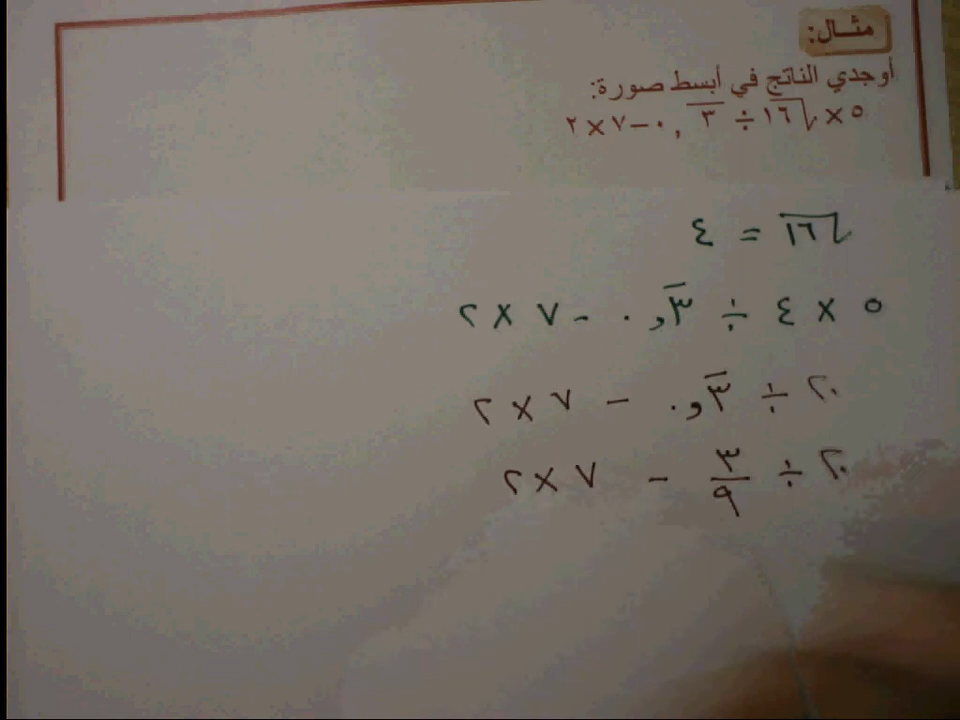 مثـال:
أوجدي الناتج في أبسط صورة:
٥ × √١٦ ÷ ٠,٣̅ − ٧ × ٢
√١٦ = ٤
٥ × ٤ ÷ ٠,٣̅ − ٧ × ٢
٢٠ ÷ ٠,٣̅ − ٧ × ٢
٢٠ ÷ ٣/٩ − ٧ × ٢